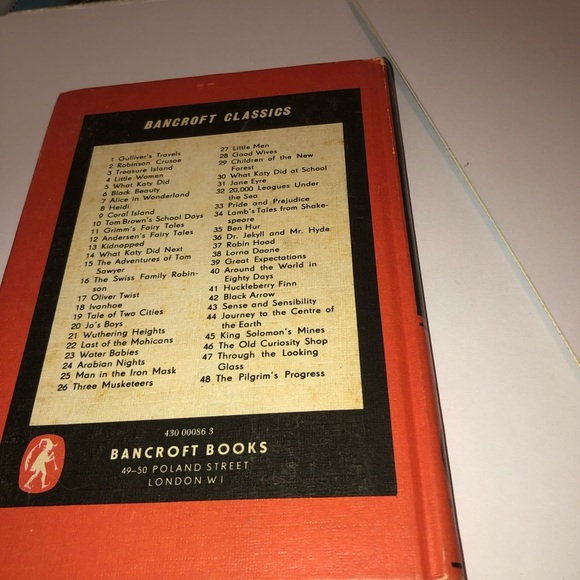 BANCROFT CLASSICS
1 Gulliver's Travels
2 Robinson Crusoe
3 Treasure Island
4 Little Women
5 What Katy Did
6 Black Beauty
7 Alice in Wonderland
8 Heidi
9 Coral Island
10 Tom Brown's School Days
11 Grimm's Fairy Tales
12 Andersen's Fairy Tales
13 Kidnapped
14 What Katy Did Next
15 The Adventures of Tom
Sawyer
16 The Swiss Family Robin-
son
17 Oliver Twist
18 Ivanhoe
19 Tale of Two Cities
20 Jo's Boys
21 Wuthering Heights
22 Last of the Mohicans
23 Water Babies
24 Arabian Nights
25 Man in the Iron Mask
26 Three Musketeers
27 Little Men
28 Good Wives
29 Children of the New
Forest
30 What Katy Did at School
31 Jane Eyre
32 20,000 Leagues Under
the Sea
33 Pride and Prejudice
34 Lamb's Tales from Shake-
speare
35 Ben Hur
36 Dr. Jekyll and Mr. Hyde
37 Robin Hood
38 Lorna Doone
39 Great Expectations
40 Around the World in
Eighty Days
41 Huckleberry Finn
42 Black Arrow
43 Sense and Sensibility
44 Journey to the Centre of
the Earth
45 King Solomon's Mines
46 The Old Curiosity Shop
47 Through the Looking
Glass
48 The Pilgrim's Progress
430 00086 3
BANCROFT BOOKS
49–50 POLAND STREET
LONDON W1